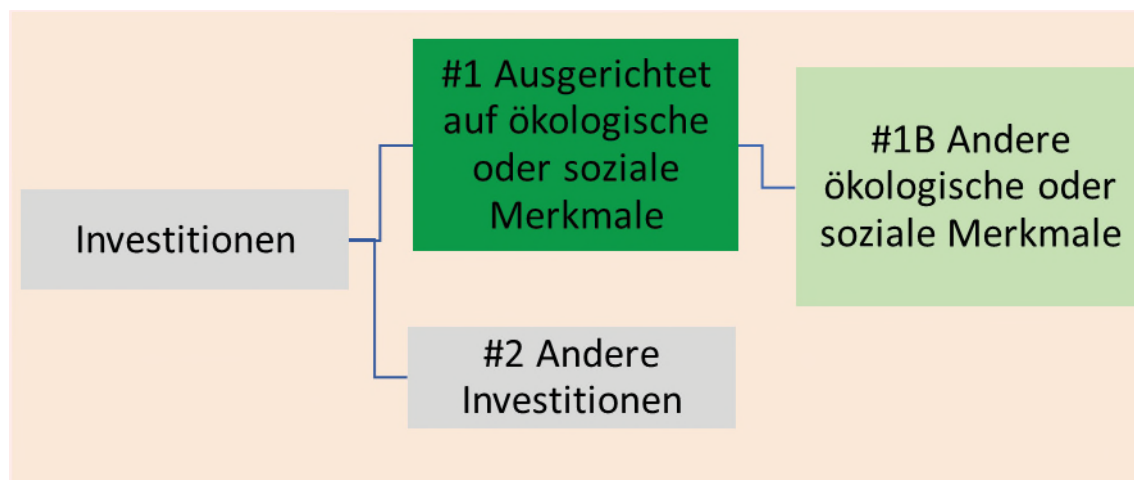 #1 Ausgerichtet
auf ökologische
oder soziale
Merkmale
#1B Andere
ökologische oder
soziale Merkmale
Investitionen
#2 Andere
Investitionen